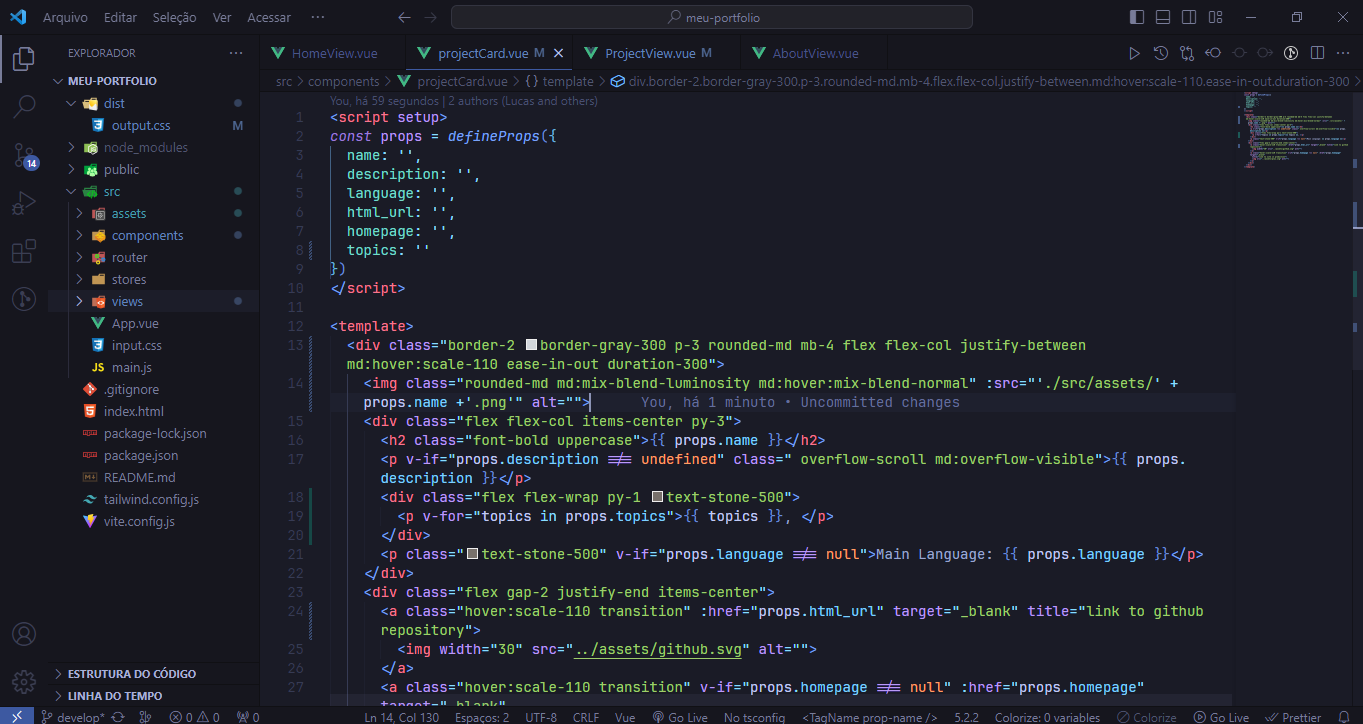 Arquivo Editar Seleção Ver Acessar ···
meu-portfolio
EXPLORADOR ···
MEU-PORTFOLIO
dist
output.css M
node_modules
public
src
assets
components
router
stores
views
App.vue
input.css
JS main.js
.gitignore
index.html
package-lock.json
package.json
README.md
tailwind.config.js
vite.config.js
ESTRUTURA DO CÓDIGO
LINHA DO TEMPO
14
HomeView.vue projectCard.vue M ProjectView.vue M AboutView.vue
src > components > projectCard.vue > {} template > div.border-2.border-gray-300.p-3.rounded-md.mb-4.flex.flex-col.justify-between.md:hover:scale-110.ease-in-out.duration-300 >
You, há 59 segundos | 2 authors (Lucas and others)
1 <script setup>
2 const props = defineProps({
3 name: '',
4 description: '',
5 language: '',
6 html_url: '',
7 homepage: '',
8 topics: ''
9 })
10 </script>
11
12 <template>
13 <div class="border-2 border-gray-300 p-3 rounded-md mb-4 flex flex-col justify-between
md:hover:scale-110 ease-in-out duration-300">
14 <img class="rounded-md md:mix-blend-luminosity md:hover:mix-blend-normal" :src="'./src/assets/' +
props.name +'.png'" alt=""> You, há 1 minuto • Uncommitted changes
15 <div class="flex flex-col items-center py-3">
16 <h2 class="font-bold uppercase">{{ props.name }}</h2>
17 <p v-if="props.description !== undefined" class=" overflow-scroll md:overflow-visible">{{ props.
description }}</p>
18 <div class="flex flex-wrap py-1 text-stone-500">
19 <p v-for="topics in props.topics">{{ topics }}, </p>
20 </div>
21 <p class="text-stone-500" v-if="props.language !== null">Main Language: {{ props.language }}</p>
22 </div>
23 <div class="flex gap-2 justify-end items-center">
24 <a class="hover:scale-110 transition" :href="props.html_url" target="_blank" title="link to github
repository">
25 <img width="30" src="../assets/github.svg" alt="">
26 </a>
27 <a class="hover:scale-110 transition" v-if="props.homepage !== null" :href="props.homepage"
target="_blank"
develop* 0 0 0 Ln 14, Col 130 Espaços: 2 UTF-8 CRLF Vue Go Live No tsconfig <TagName prop-name /> 5.2.2 Colorize: 0 variables Colorize Go Live Prettier